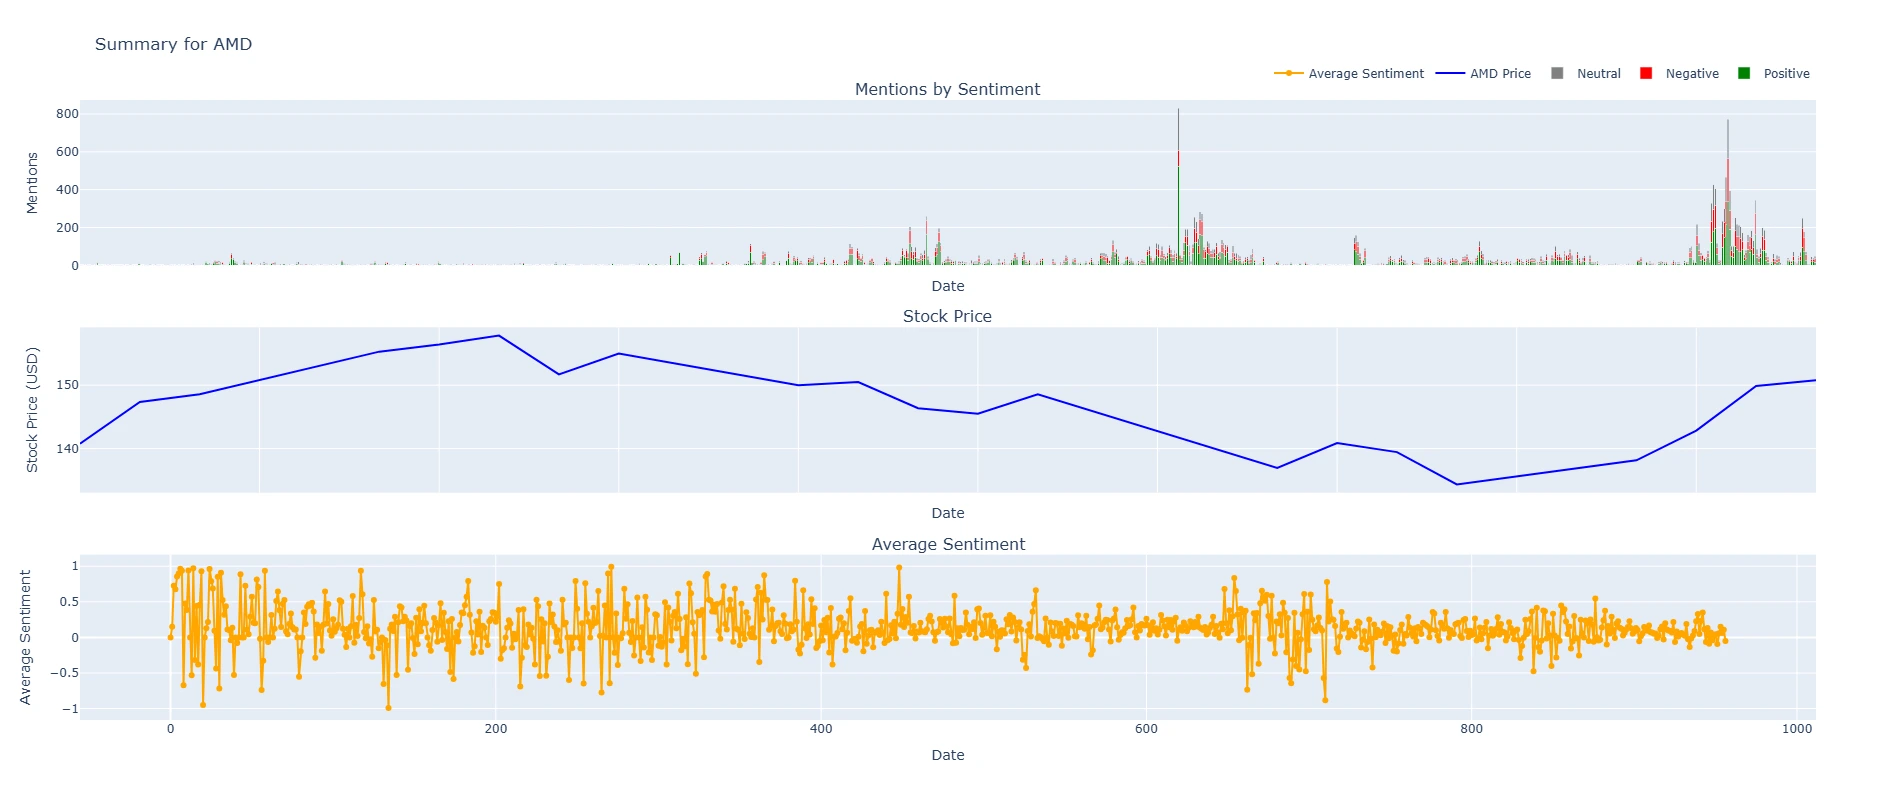 Summary for AMD
Average Sentiment AMD Price Neutral Negative Positive
Mentions by Sentiment
Mentions
800
600
400
200
0
Date
Stock Price
Stock Price (USD)
150
140
Date
Average Sentiment
Average Sentiment
1
0.5
0
−0.5
−1
0 200 400 600 800 1000
Date